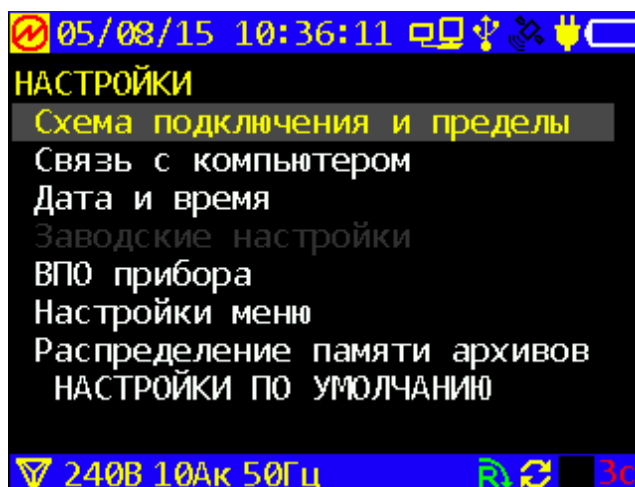 05/08/15 10:36:11
НАСТРОЙКИ
Схема подключения и пределы
Связь с компьютером
Дата и время
Заводские настройки
ВПО прибора
Настройки меню
Распределение памяти архивов
НАСТРОЙКИ ПО УМОЛЧАНИЮ
240В 10Ак 50Гц R 3с